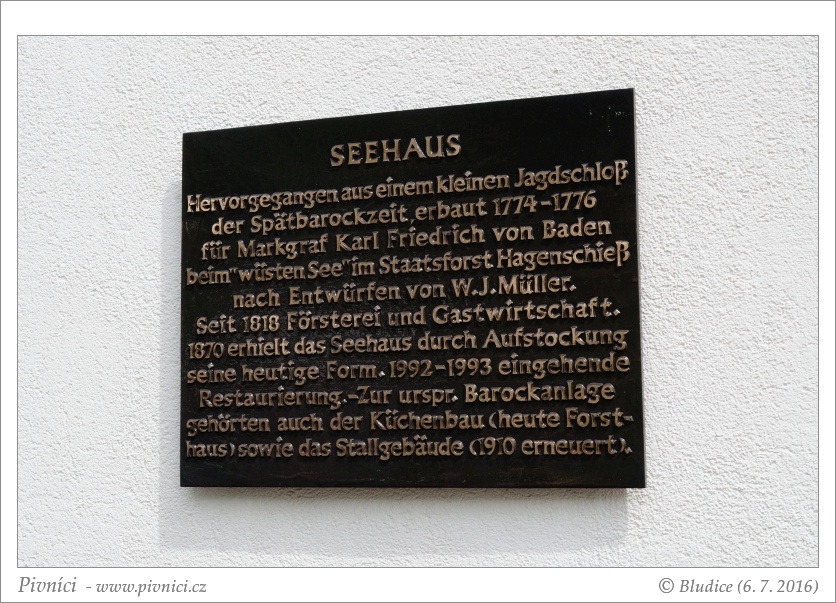 SEEHAUS
Hervorgegangen aus einem kleinen Jagdschloß
der Spätbarockzeit, erbaut 1774-1776
für Markgraf Karl Friedrich von Baden
beim "wüsten See" im Staatsforst Hagenschieß
nach Entwürfen von W.J. Müller.
Seit 1818 Försterei und Gastwirtschaft.
1870 erhielt das Seehaus durch Aufstockung
seine heutige Form. 1992-1993 eingehende
Restaurierung.-Zur urspr. Barockanlage
gehörten auch der Küchenbau (heute Forst-
haus) sowie das Stallgebäude (1910 erneuert).
Pivníci - www.pivnici.cz
© Bludice (6. 7. 2016)